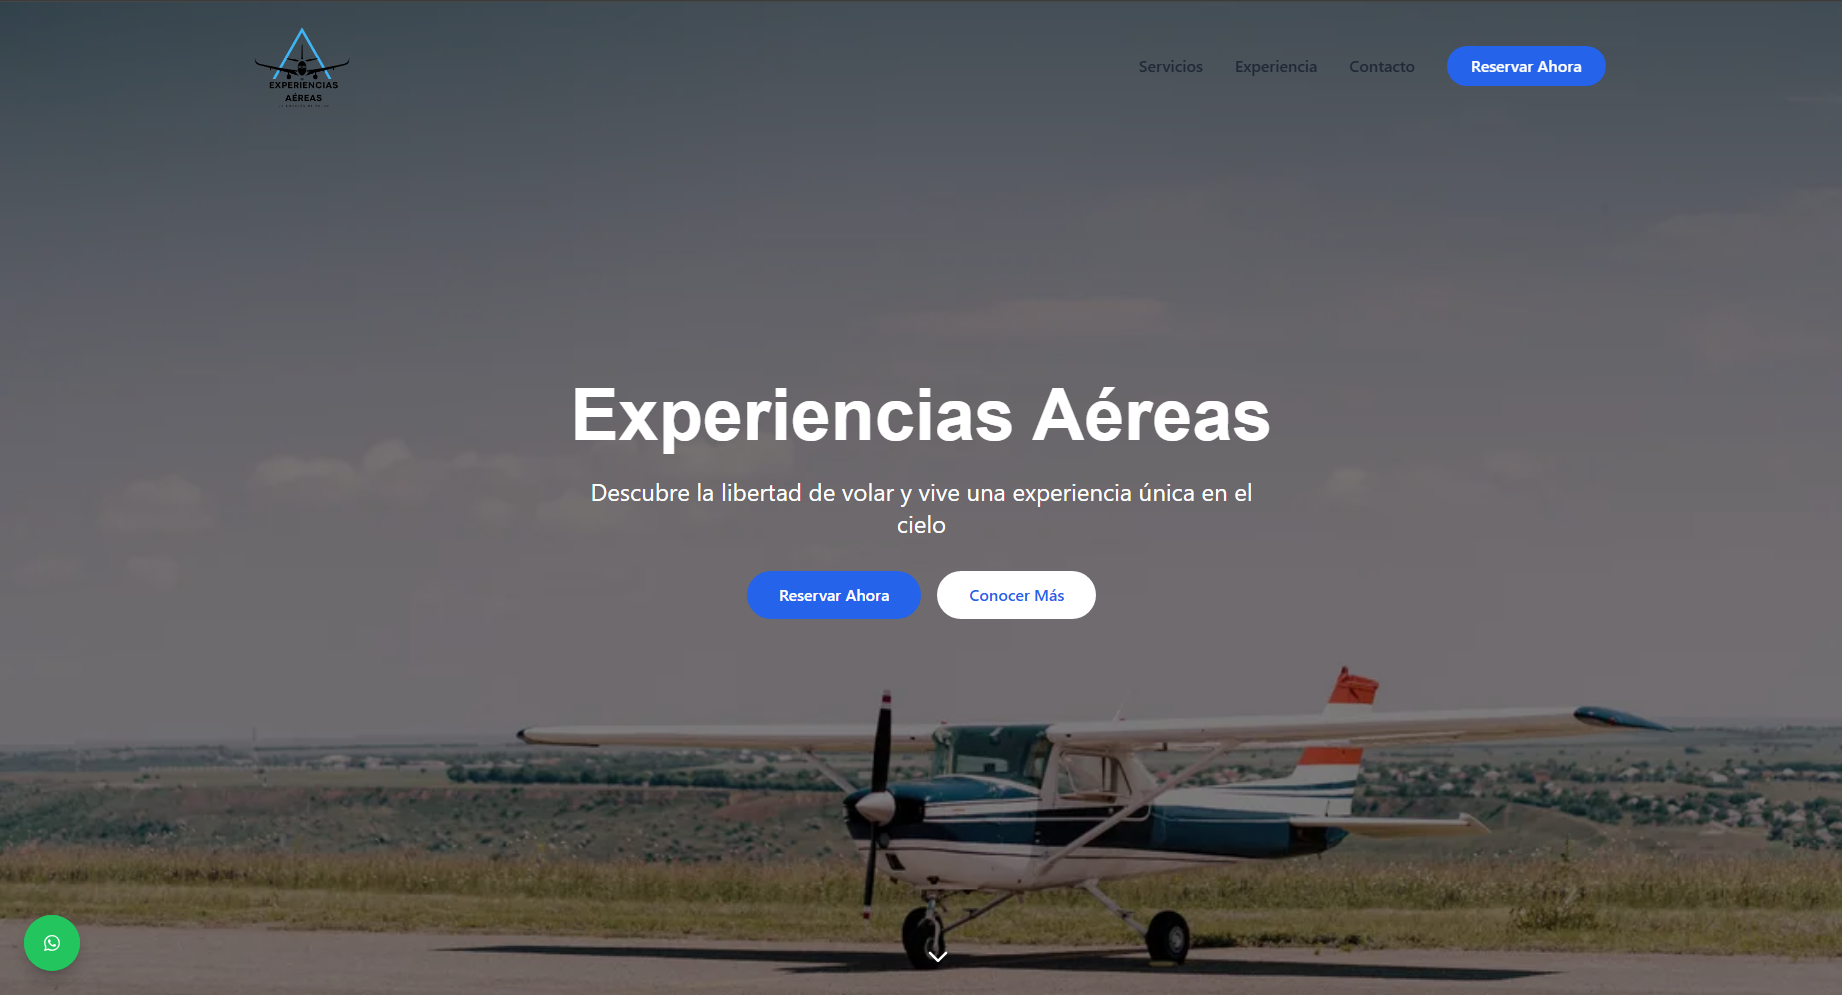 EXPERIENCIAS
AÉREAS
Servicios
Experiencia
Contacto
Reservar Ahora
Experiencias Aéreas
Descubre la libertad de volar y vive una experiencia única en el
cielo
Reservar Ahora
Conocer Más